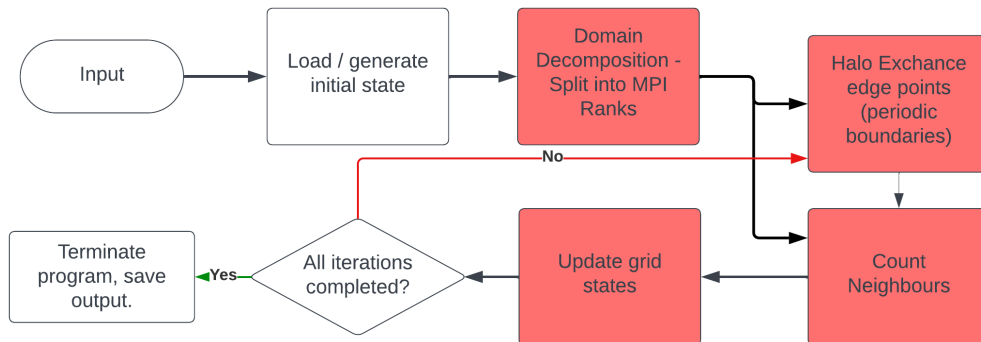 Input
Load / generate
initial state
Domain
Decomposition -
Split into MPI
Ranks
Halo Exchance
edge points
(periodic
boundaries)
No
Terminate
program, save
output.
Yes
All iterations
completed?
Update grid
states
Count
Neighbours